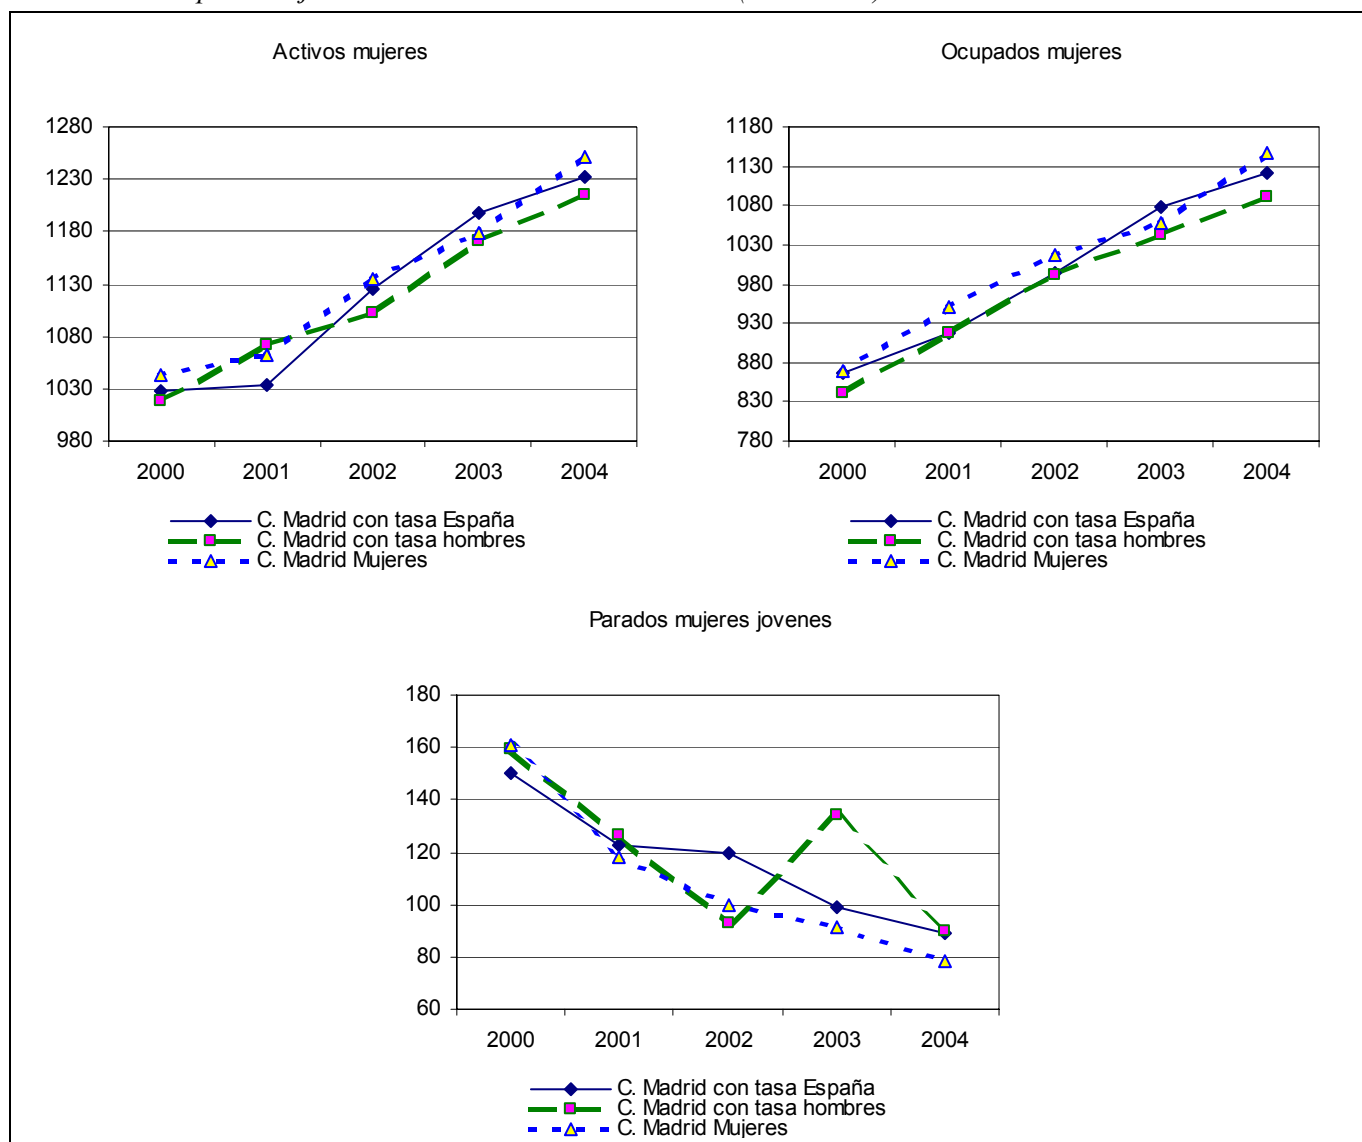 Activos mujeres
1280
1230
1180
1130
1080
1030
980
2000 2001 2002 2003 2004
C. Madrid con tasa España
C. Madrid con tasa hombres
C. Madrid Mujeres
Ocupados mujeres
1180
1130
1080
1030
980
930
880
830
780
2000 2001 2002 2003 2004
C. Madrid con tasa España
C. Madrid con tasa hombres
C. Madrid Mujeres
Parados mujeres jovenes
180
160
140
120
100
80
60
2000 2001 2002 2003 2004
C. Madrid con tasa España
C. Madrid con tasa hombres
C. Madrid Mujeres